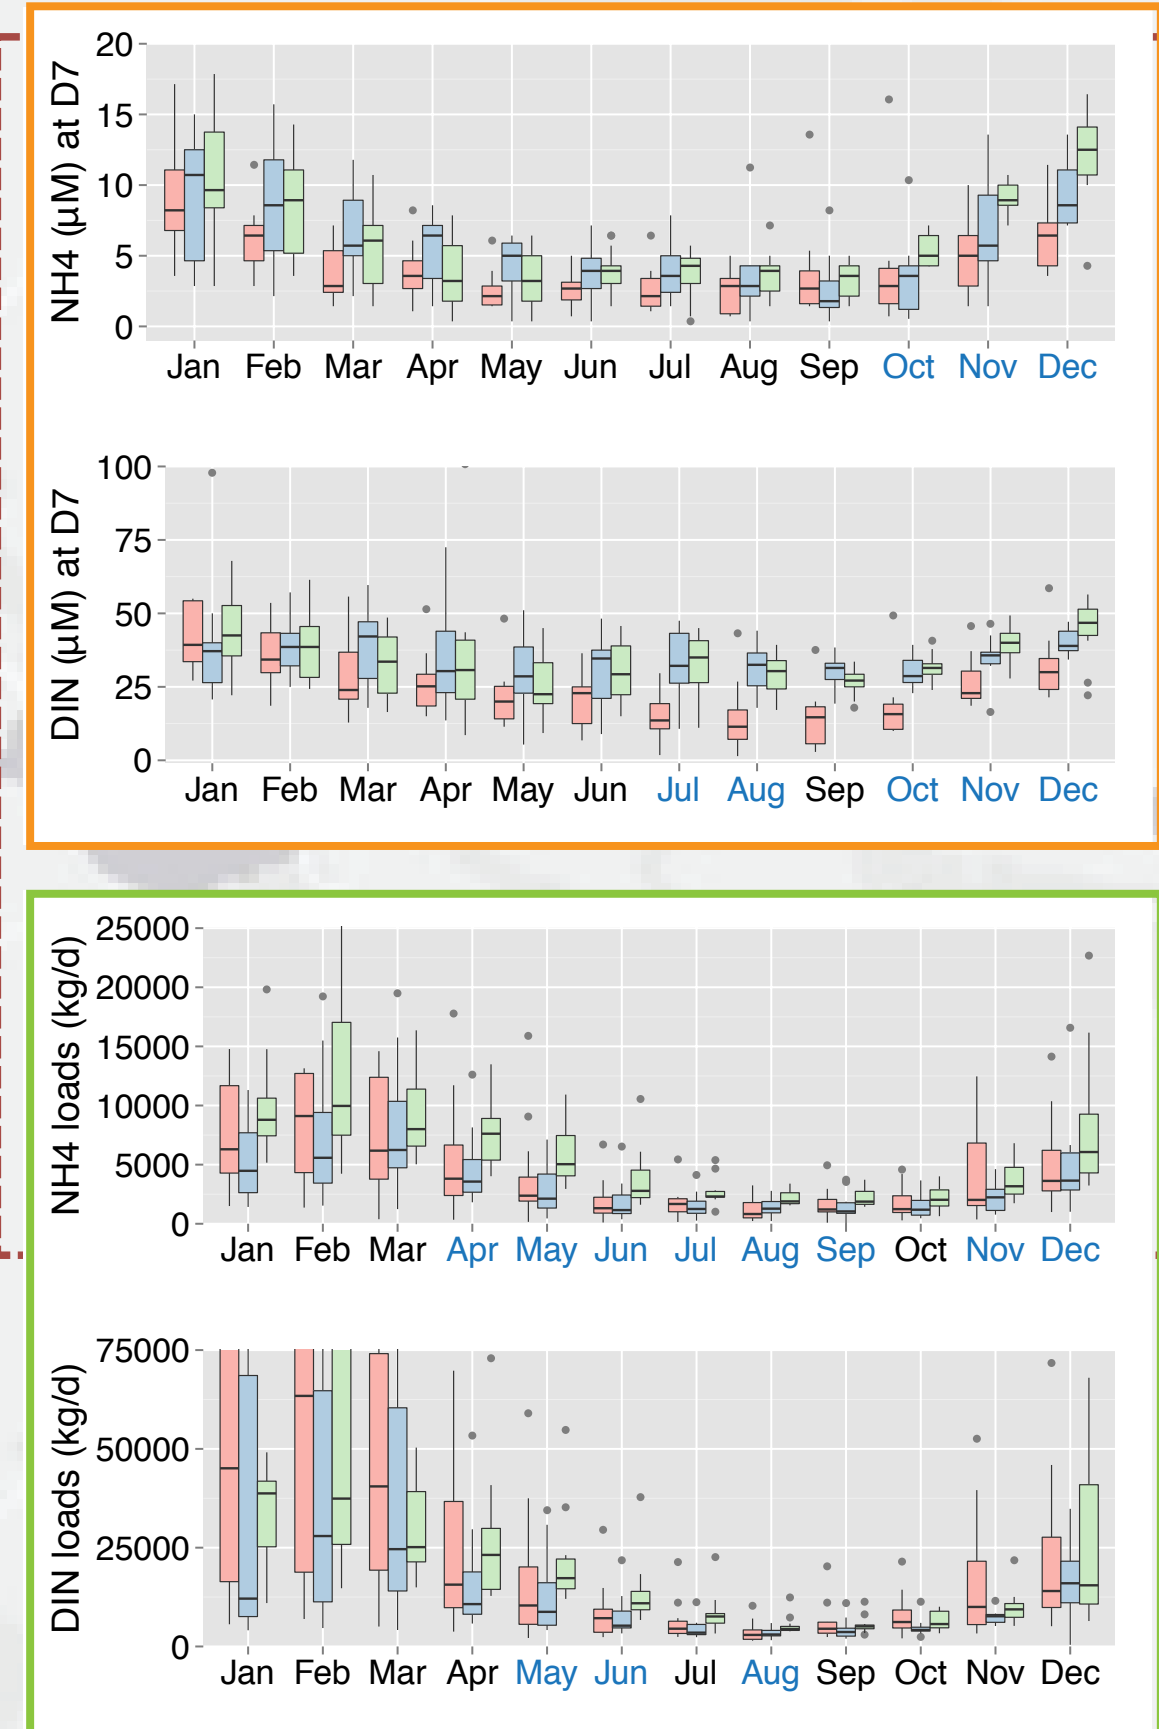 NH4 (µM) at D7
20
15
10
5
0
Jan Feb Mar Apr May Jun Jul Aug Sep Oct Nov Dec
DIN (µM) at D7
100
75
50
25
0
Jan Feb Mar Apr May Jun Jul Aug Sep Oct Nov Dec
NH4 loads (kg/d)
25000
20000
15000
10000
5000
0
Jan Feb Mar Apr May Jun Jul Aug Sep Oct Nov Dec
DIN loads (kg/d)
75000
50000
25000
0
Jan Feb Mar Apr May Jun Jul Aug Sep Oct Nov Dec